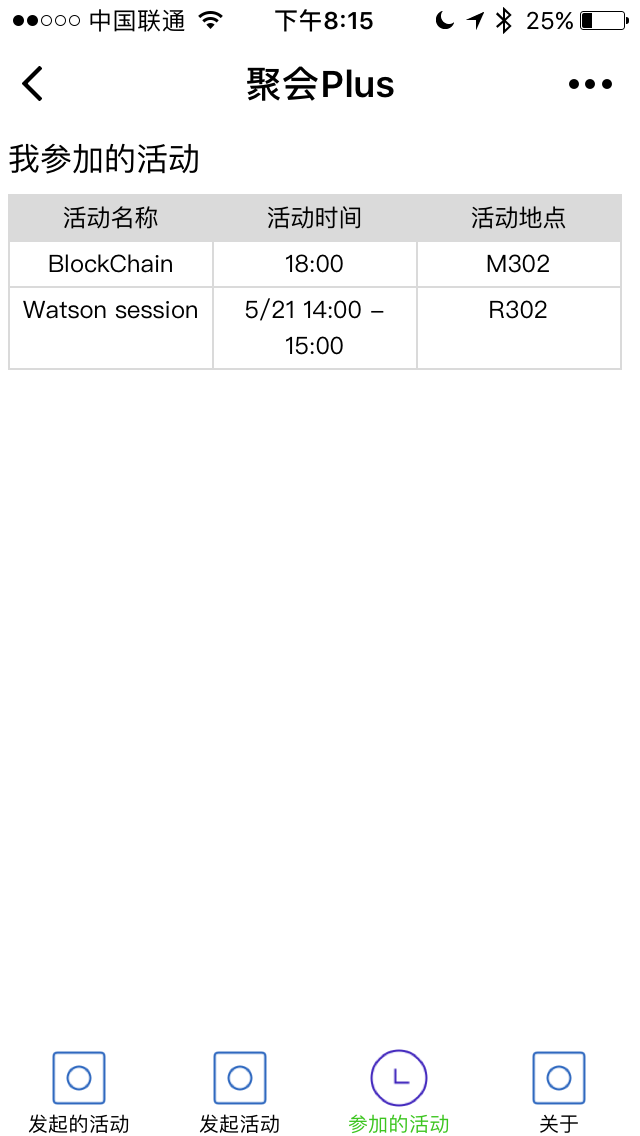 中国联通 下午8:15 25%
聚会Plus
我参加的活动
活动名称 活动时间 活动地点
BlockChain 18:00 M302
Watson session 5/21 14:00 - R302
15:00
发起的活动 发起活动 参加的活动 关于